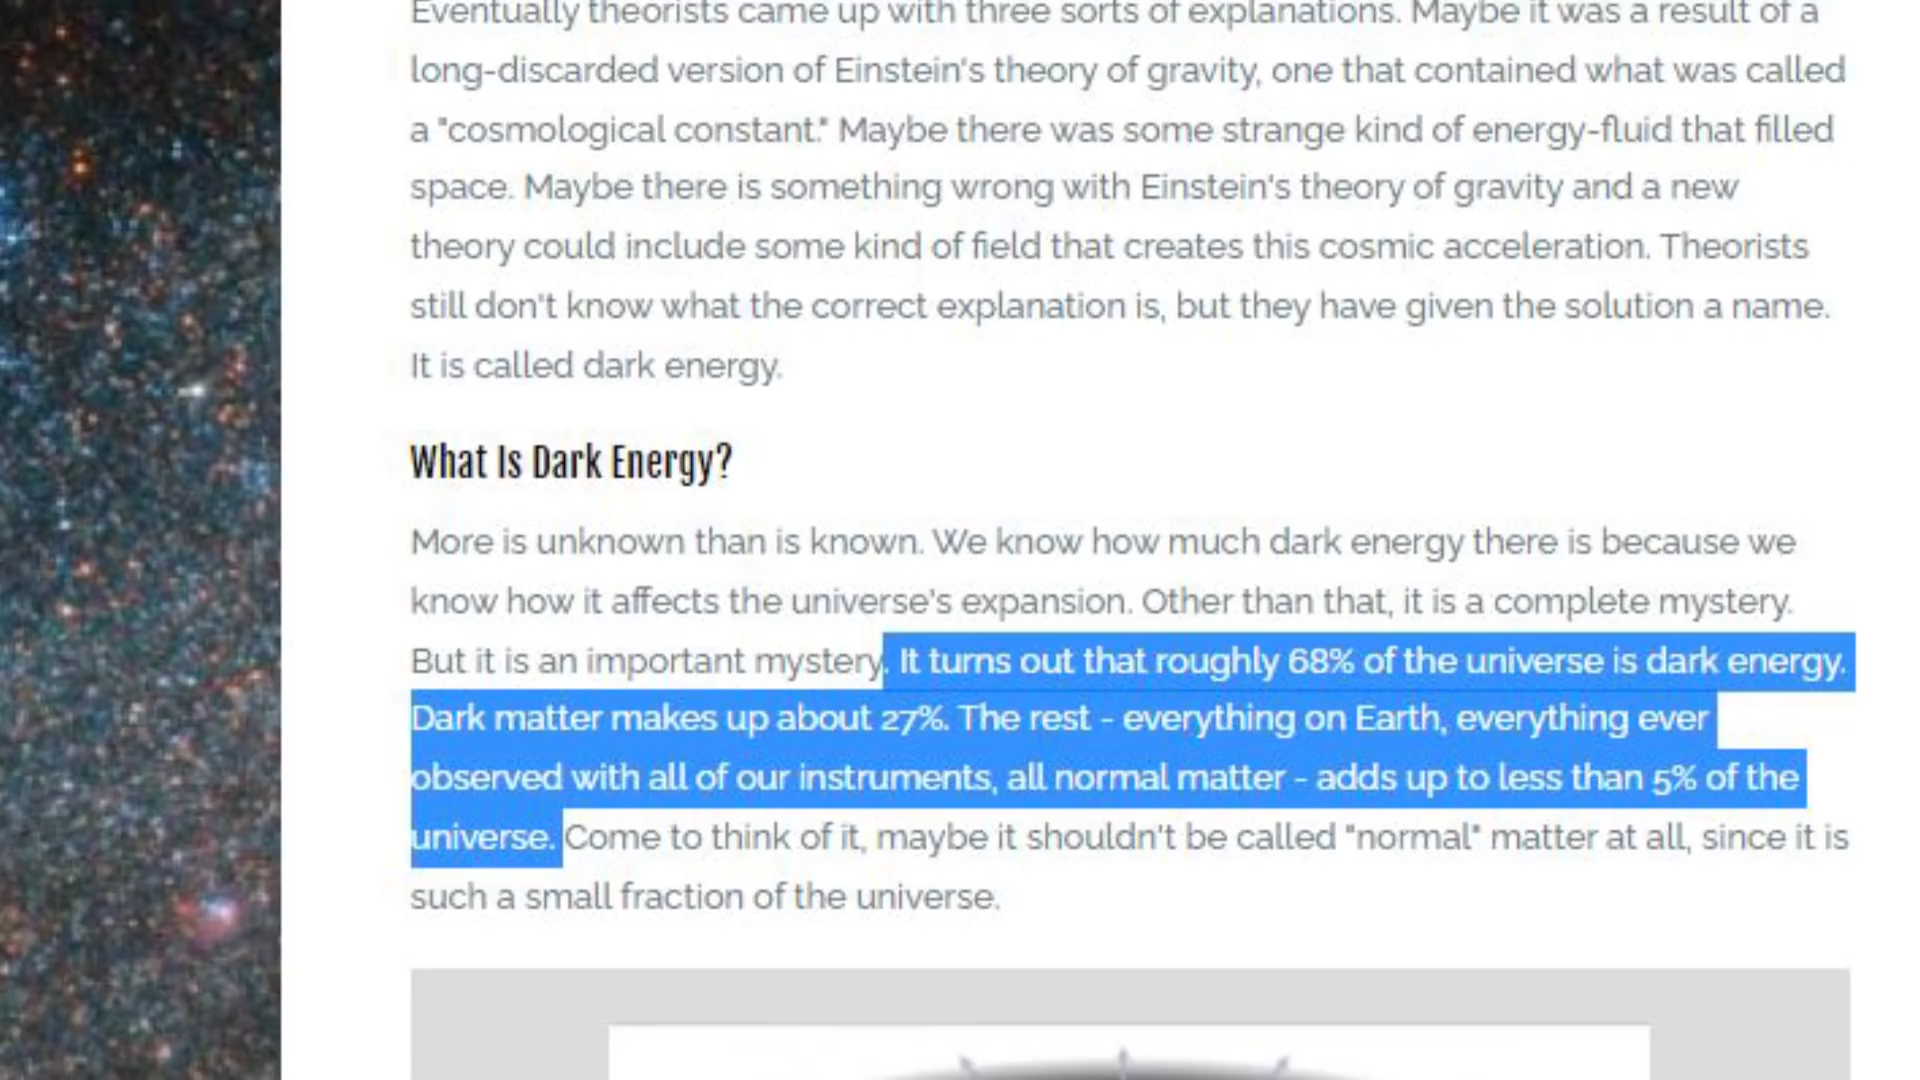 Eventually theorists came up with three sorts of explanations. Maybe it was a result of a
long-discarded version of Einstein's theory of gravity, one that contained what was called
a "cosmological constant." Maybe there was some strange kind of energy-fluid that filled
space. Maybe there is something wrong with Einstein's theory of gravity and a new
theory could include some kind of field that creates this cosmic acceleration. Theorists
still don't know what the correct explanation is, but they have given the solution a name.
It is called dark energy.
What Is Dark Energy?
More is unknown than is known. We know how much dark energy there is because we
know how it affects the universe's expansion. Other than that, it is a complete mystery.
But it is an important mystery. It turns out that roughly 68% of the universe is dark energy.
Dark matter makes up about 27%. The rest - everything on Earth, everything ever
observed with all of our instruments, all normal matter - adds up to less than 5% of the
universe. Come to think of it, maybe it shouldn't be called "normal" matter at all, since it is
such a small fraction of the universe.